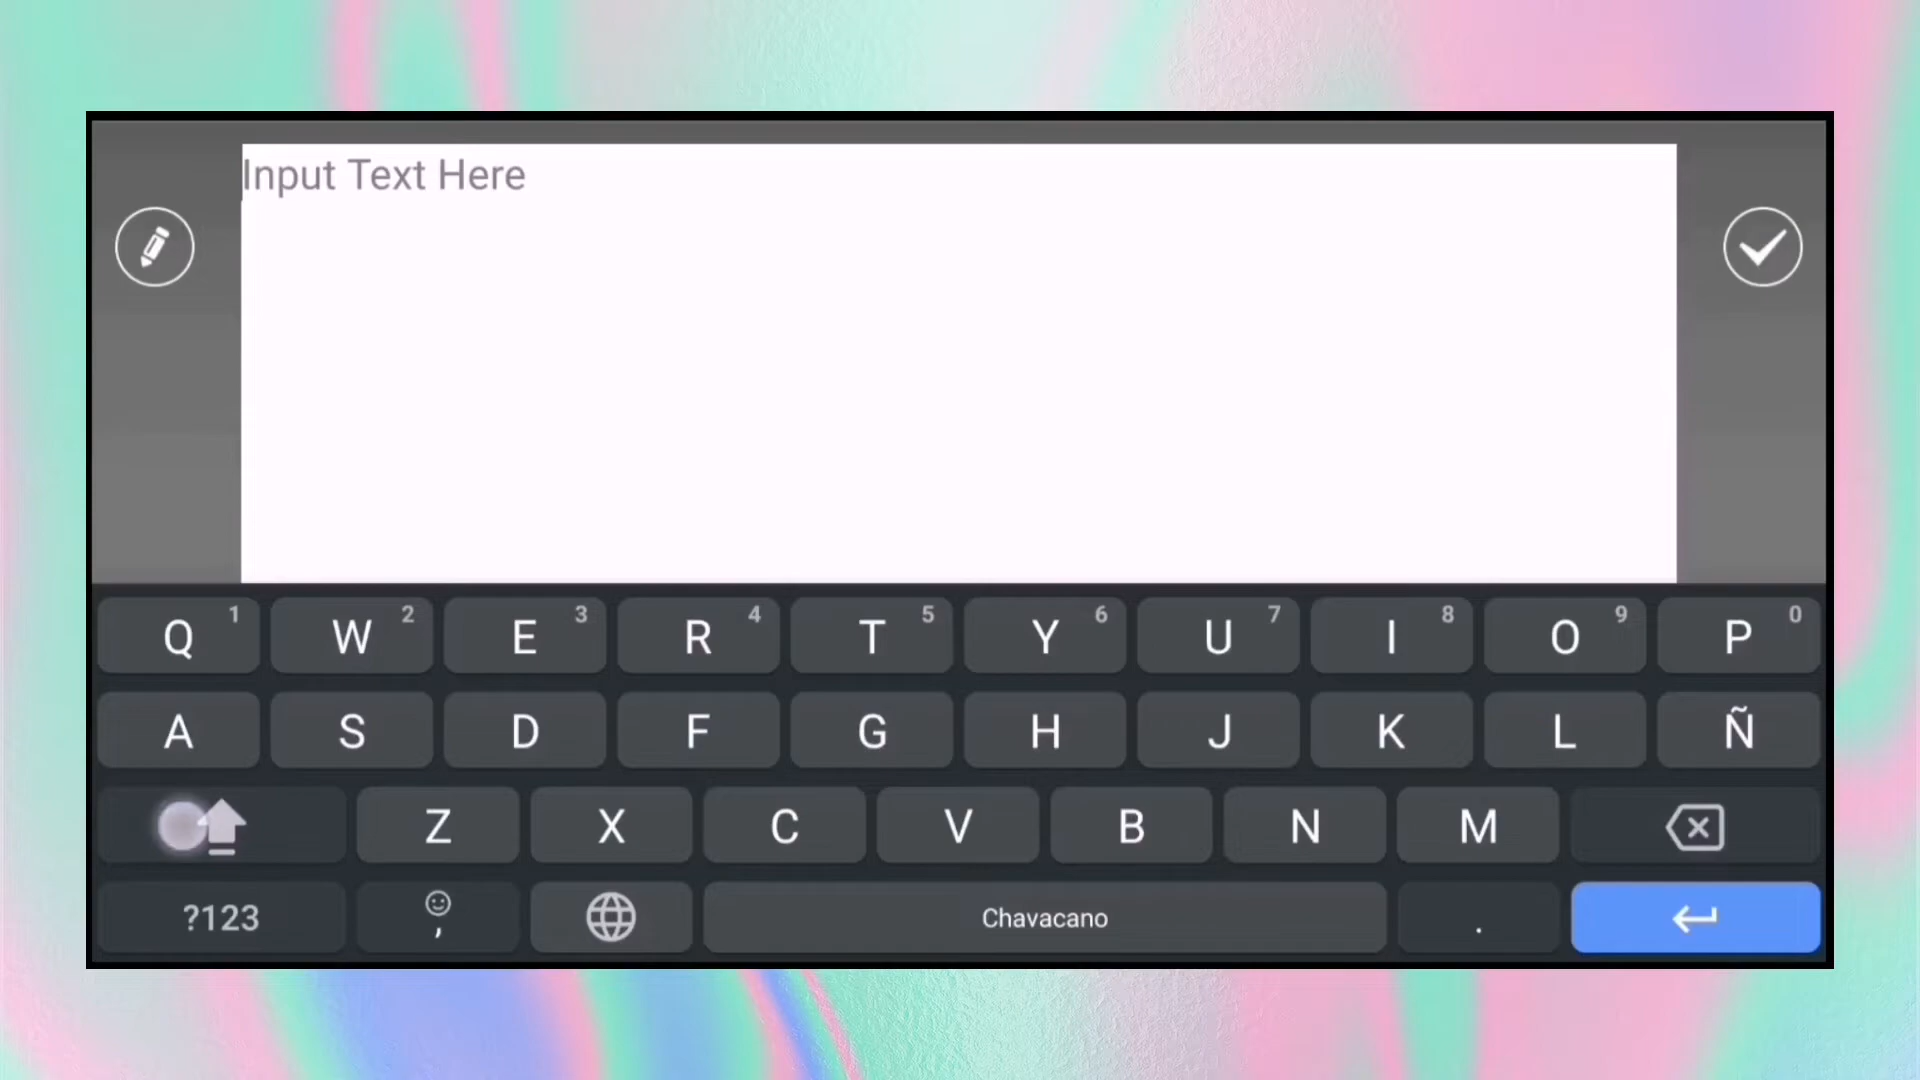 Input Text Here
Q 1 W 2 E 3 R 4 T 5 Y 6 U 7 I 8 O 9 P 0
A S D F G H J K L Ñ
Z X C V B N M
?123 , Chavacano .